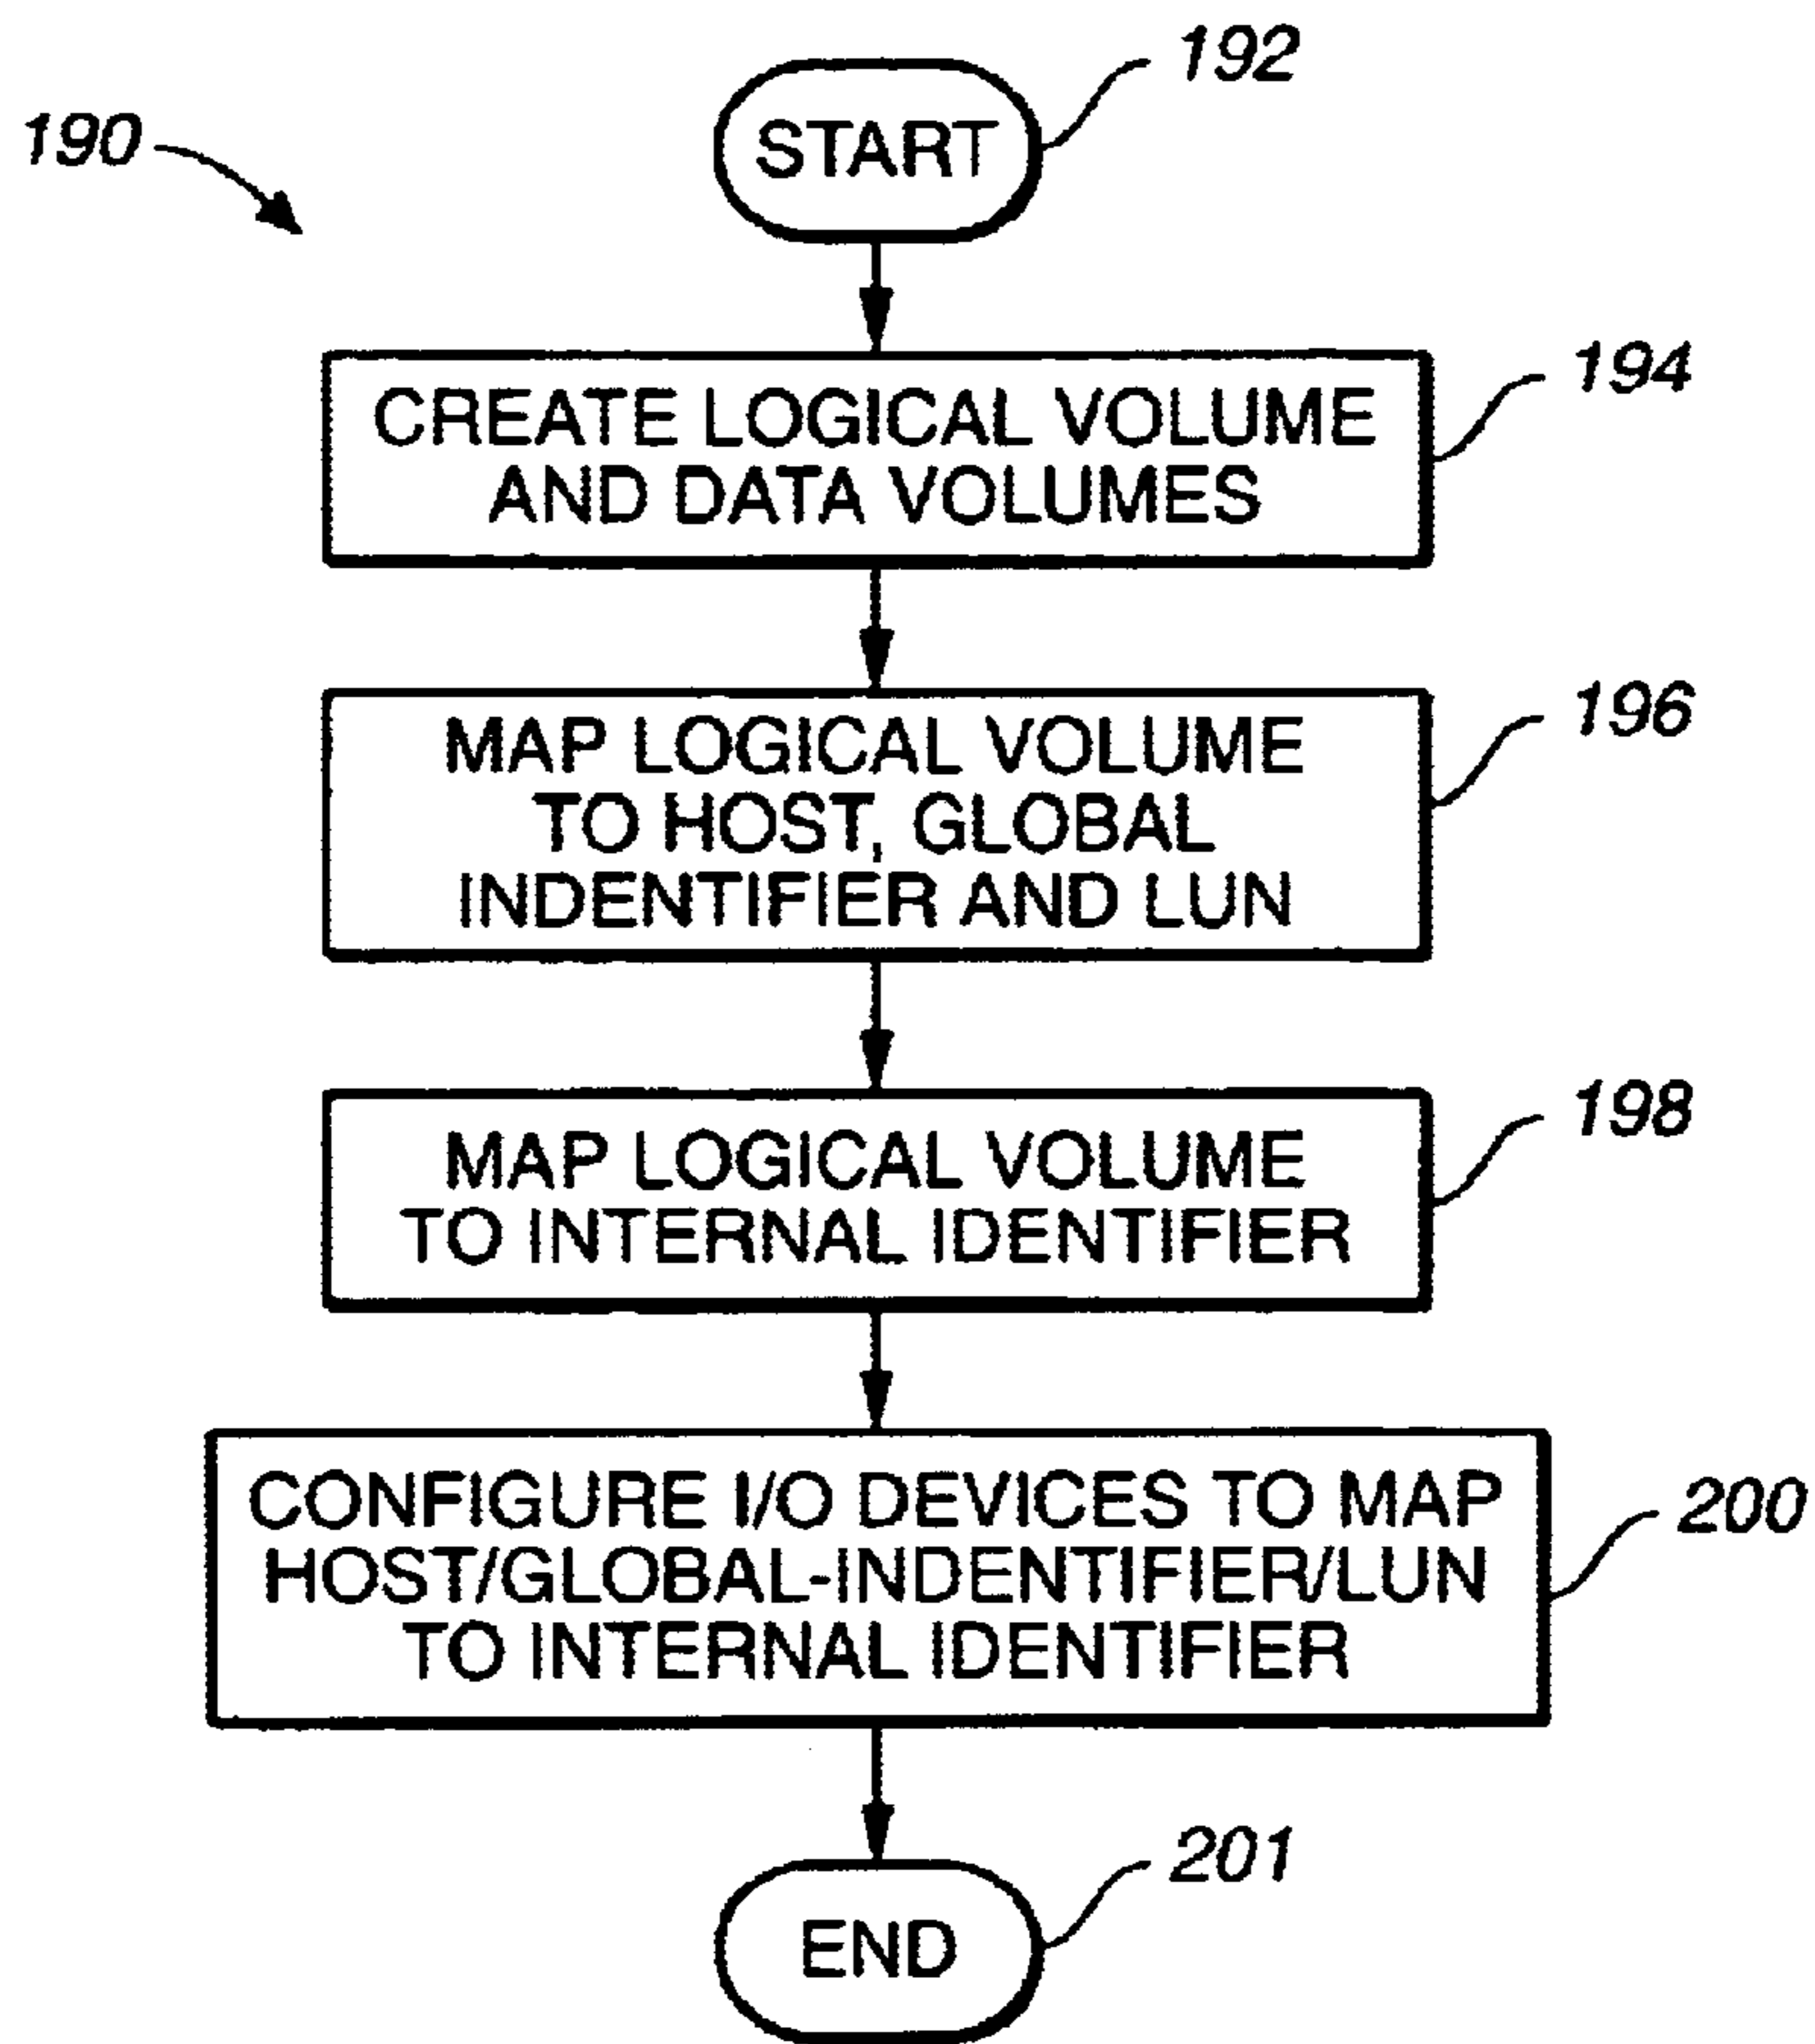 192
190
START
194
CREATE LOGICAL VOLUME
AND DATA VOLUMES
196
MAP LOGICAL VOLUME
TO HOST, GLOBAL
INDENTIFIER AND LUN
198
MAP LOGICAL VOLUME
TO INTERNAL IDENTIFIER
200
CONFIGURE I/O DEVICES TO MAP
HOST/GLOBAL-INDENTIFIER/LUN
TO INTERNAL IDENTIFIER
201
END